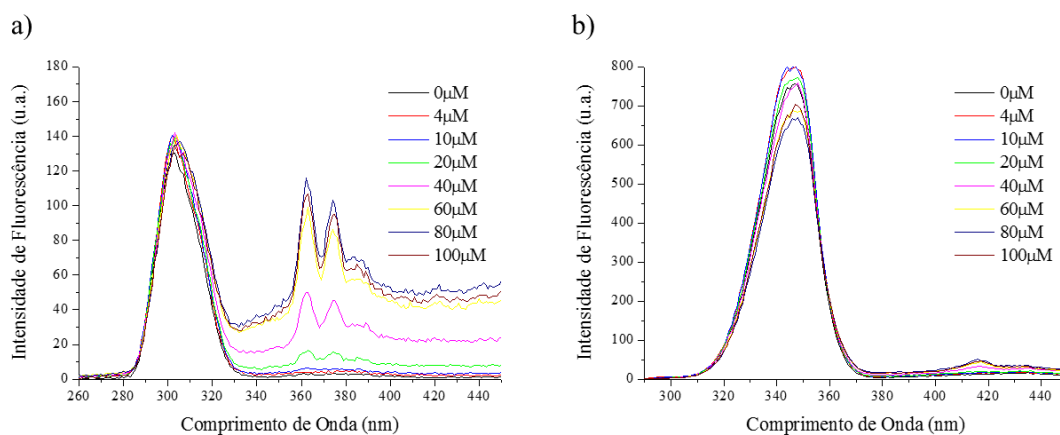 a)
Intensidade de Fluorescência (u.a.)
180
160
140
120
100
80
60
40
20
0
260 280 300 320 340 360 380 400 420 440
Comprimento de Onda (nm)
0µM
4µM
10µM
20µM
40µM
60µM
80µM
100µM
b)
Intensidade de Fluorescência (u.a.)
800
700
600
500
400
300
200
100
0
300 320 340 360 380 400 420 440
Comprimento de Onda (nm)
0µM
4µM
10µM
20µM
40µM
60µM
80µM
100µM